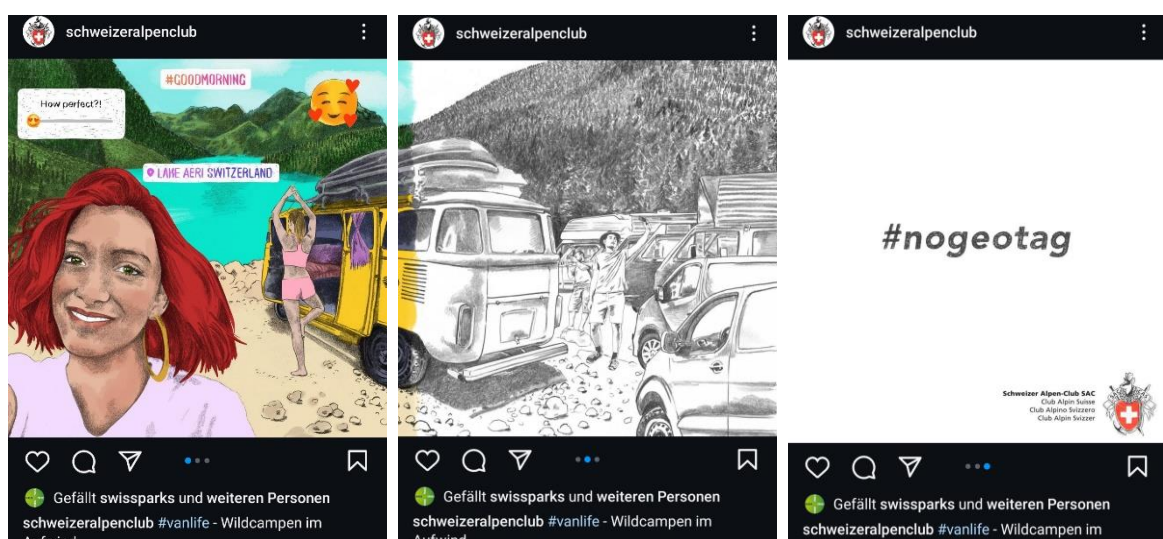 schweizeralpenclub
#GOODMORNING
How perfect?!
LAKE AERI SWITZERLAND
Gefällt swissparks und weiteren Personen
schweizeralpenclub #vanlife - Wildcampen im
schweizeralpenclub
Gefällt swissparks und weiteren Personen
schweizeralpenclub #vanlife - Wildcampen im
schweizeralpenclub
#nogeotag
Schweizer Alpen-Club SAC
Club Alpin Suisse
Club Alpino Svizzero
Club Alpin Svizzer
Gefällt swissparks und weiteren Personen
schweizeralpenclub #vanlife - Wildcampen im